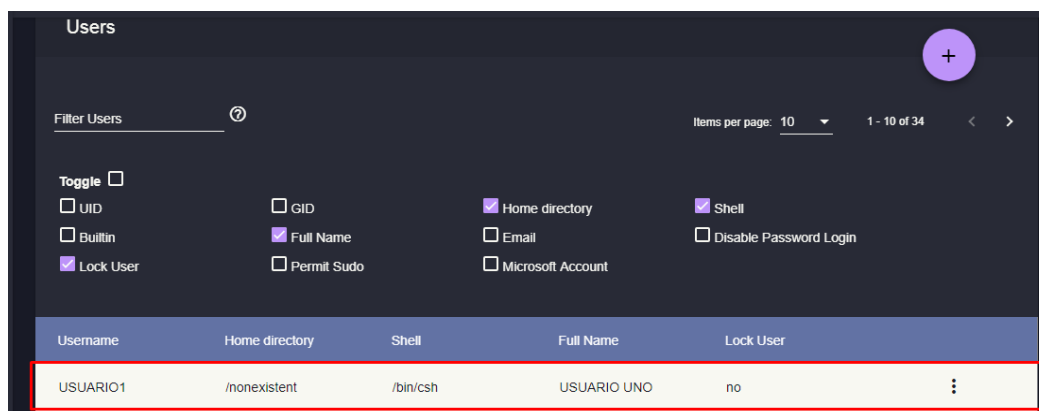 Users
+
Filter Users
Items per page: 10 1 - 10 of 34
Toggle
UID GID Home directory Shell
Builtin Full Name Email Disable Password Login
Lock User Permit Sudo Microsoft Account
Username Home directory Shell Full Name Lock User
USUARIO1 /nonexistent /bin/csh USUARIO UNO no